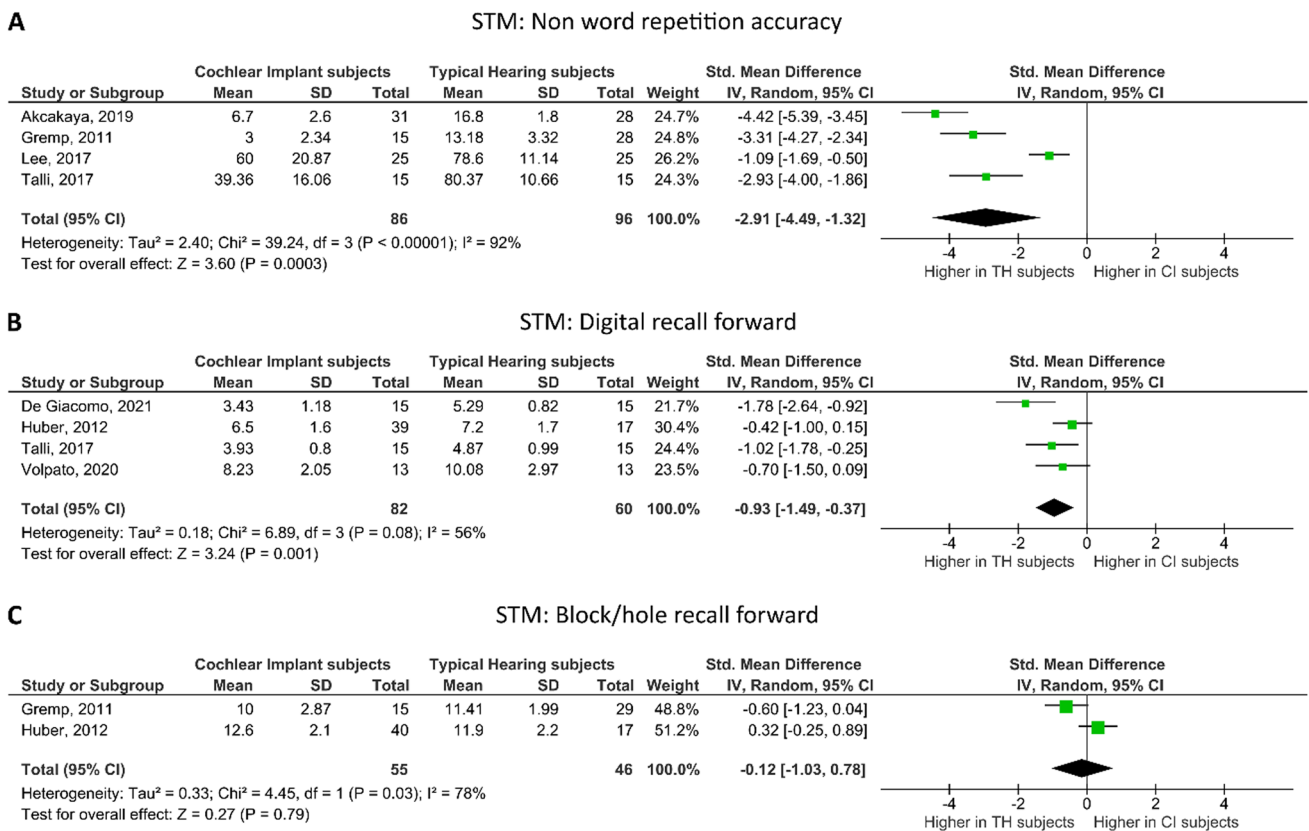 A STM: Non word repetition accuracy
Cochlear Implant subjects Typical Hearing subjects Std. Mean Difference Std. Mean Difference
Study or Subgroup Mean SD Total Mean SD Total Weight IV, Random, 95% CI IV, Random, 95% CI
Akcakaya, 2019 6.7 2.6 31 16.8 1.8 28 24.7% -4.42 [-5.39, -3.45]
Gremp, 2011 3 2.34 15 13.18 3.32 28 24.8% -3.31 [-4.27, -2.34]
Lee, 2017 60 20.87 25 78.6 11.14 25 26.2% -1.09 [-1.69, -0.50]
Talli, 2017 39.36 16.06 15 80.37 10.66 15 24.3% -2.93 [-4.00, -1.86]
Total (95% CI) 86 96 100.0% -2.91 [-4.49, -1.32]
Heterogeneity: Tau² = 2.40; Chi² = 39.24, df = 3 (P < 0.00001); I² = 92%
Test for overall effect: Z = 3.60 (P = 0.0003)
-4 -2 0 2 4
Higher in TH subjects Higher in CI subjects
B STM: Digital recall forward
Cochlear Implant subjects Typical Hearing subjects Std. Mean Difference Std. Mean Difference
Study or Subgroup Mean SD Total Mean SD Total Weight IV, Random, 95% CI IV, Random, 95% CI
De Giacomo, 2021 3.43 1.18 15 5.29 0.82 15 21.7% -1.78 [-2.64, -0.92]
Huber, 2012 6.5 1.6 39 7.2 1.7 17 30.4% -0.42 [-1.00, 0.15]
Talli, 2017 3.93 0.8 15 4.87 0.99 15 24.4% -1.02 [-1.78, -0.25]
Volpato, 2020 8.23 2.05 13 10.08 2.97 13 23.5% -0.70 [-1.50, 0.09]
Total (95% CI) 82 60 100.0% -0.93 [-1.49, -0.37]
Heterogeneity: Tau² = 0.18; Chi² = 6.89, df = 3 (P = 0.08); I² = 56%
Test for overall effect: Z = 3.24 (P = 0.001)
-4 -2 0 2 4
Higher in TH subjects Higher in CI subjects
C STM: Block/hole recall forward
Cochlear Implant subjects Typical Hearing subjects Std. Mean Difference Std. Mean Difference
Study or Subgroup Mean SD Total Mean SD Total Weight IV, Random, 95% CI IV, Random, 95% CI
Gremp, 2011 10 2.87 15 11.41 1.99 29 48.8% -0.60 [-1.23, 0.04]
Huber, 2012 12.6 2.1 40 11.9 2.2 17 51.2% 0.32 [-0.25, 0.89]
Total (95% CI) 55 46 100.0% -0.12 [-1.03, 0.78]
Heterogeneity: Tau² = 0.33; Chi² = 4.45, df = 1 (P = 0.03); I² = 78%
Test for overall effect: Z = 0.27 (P = 0.79)
-4 -2 0 2 4
Higher in TH subjects Higher in CI subjects